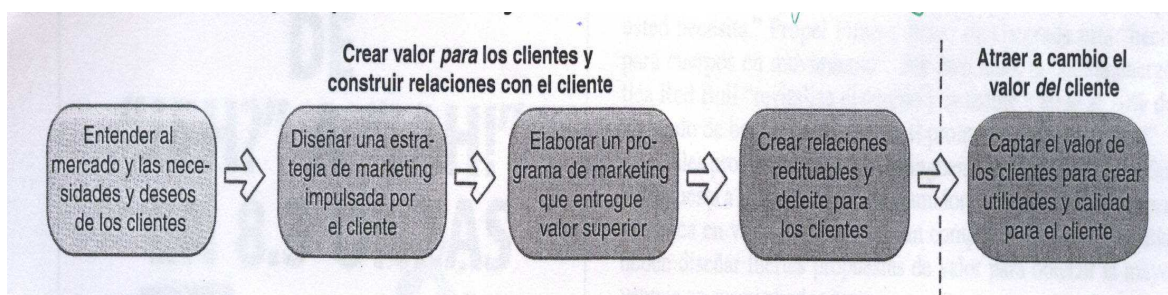 Crear valor para los clientes y
construir relaciones con el cliente
Atraer a cambio el
valor del cliente
Entender al
mercado y las nece-
sidades y deseos
de los clientes
Diseñar una estra-
tegia de marketing
impulsada por
el cliente
Elaborar un pro-
grama de marketing
que entregue
valor superior
Crear relaciones
redituables y
deleite para
los clientes
Captar el valor de
los clientes para crear
utilidades y calidad
para el cliente